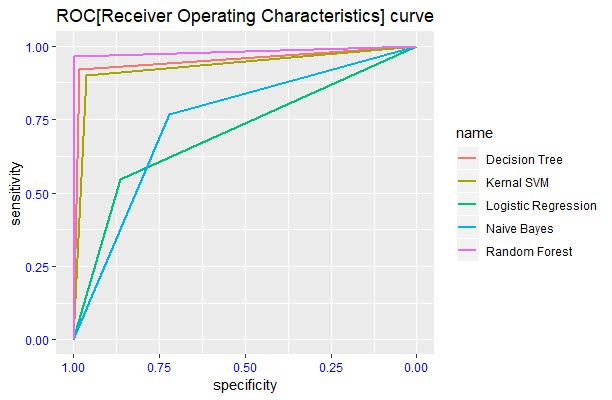 ROC[Receiver Operating Characteristics] curve
1.00
0.75
0.50
0.25
0.00
sensitivity
1.00 0.75 0.50 0.25 0.00
specificity
name
Decision Tree
Kernal SVM
Logistic Regression
Naive Bayes
Random Forest